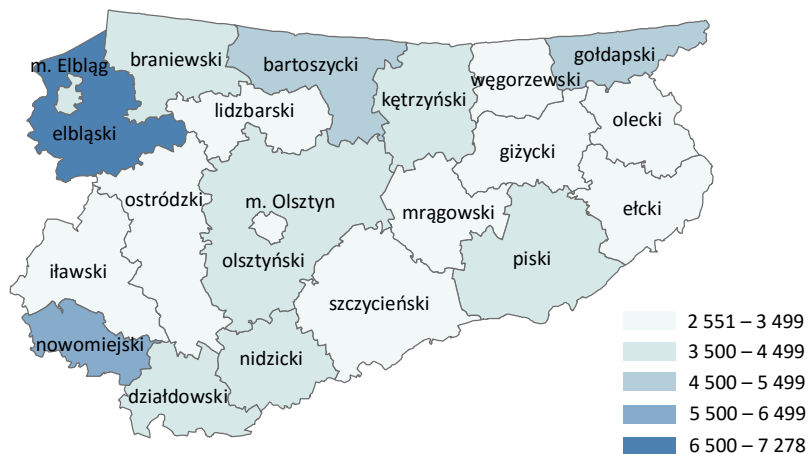 m. Elbląg
braniewski
bartoszycki
gołdapski
węgorzewski
kętrzyński
lidzbarski
olecki
elbląski
giżycki
ostródzki
m. Olsztyn
mrągowski
ełcki
olsztyński
piski
iławski
szczycieński
nowomiejski
nidzicki
działdowski
2 551 – 3 499
3 500 – 4 499
4 500 – 5 499
5 500 – 6 499
6 500 – 7 278